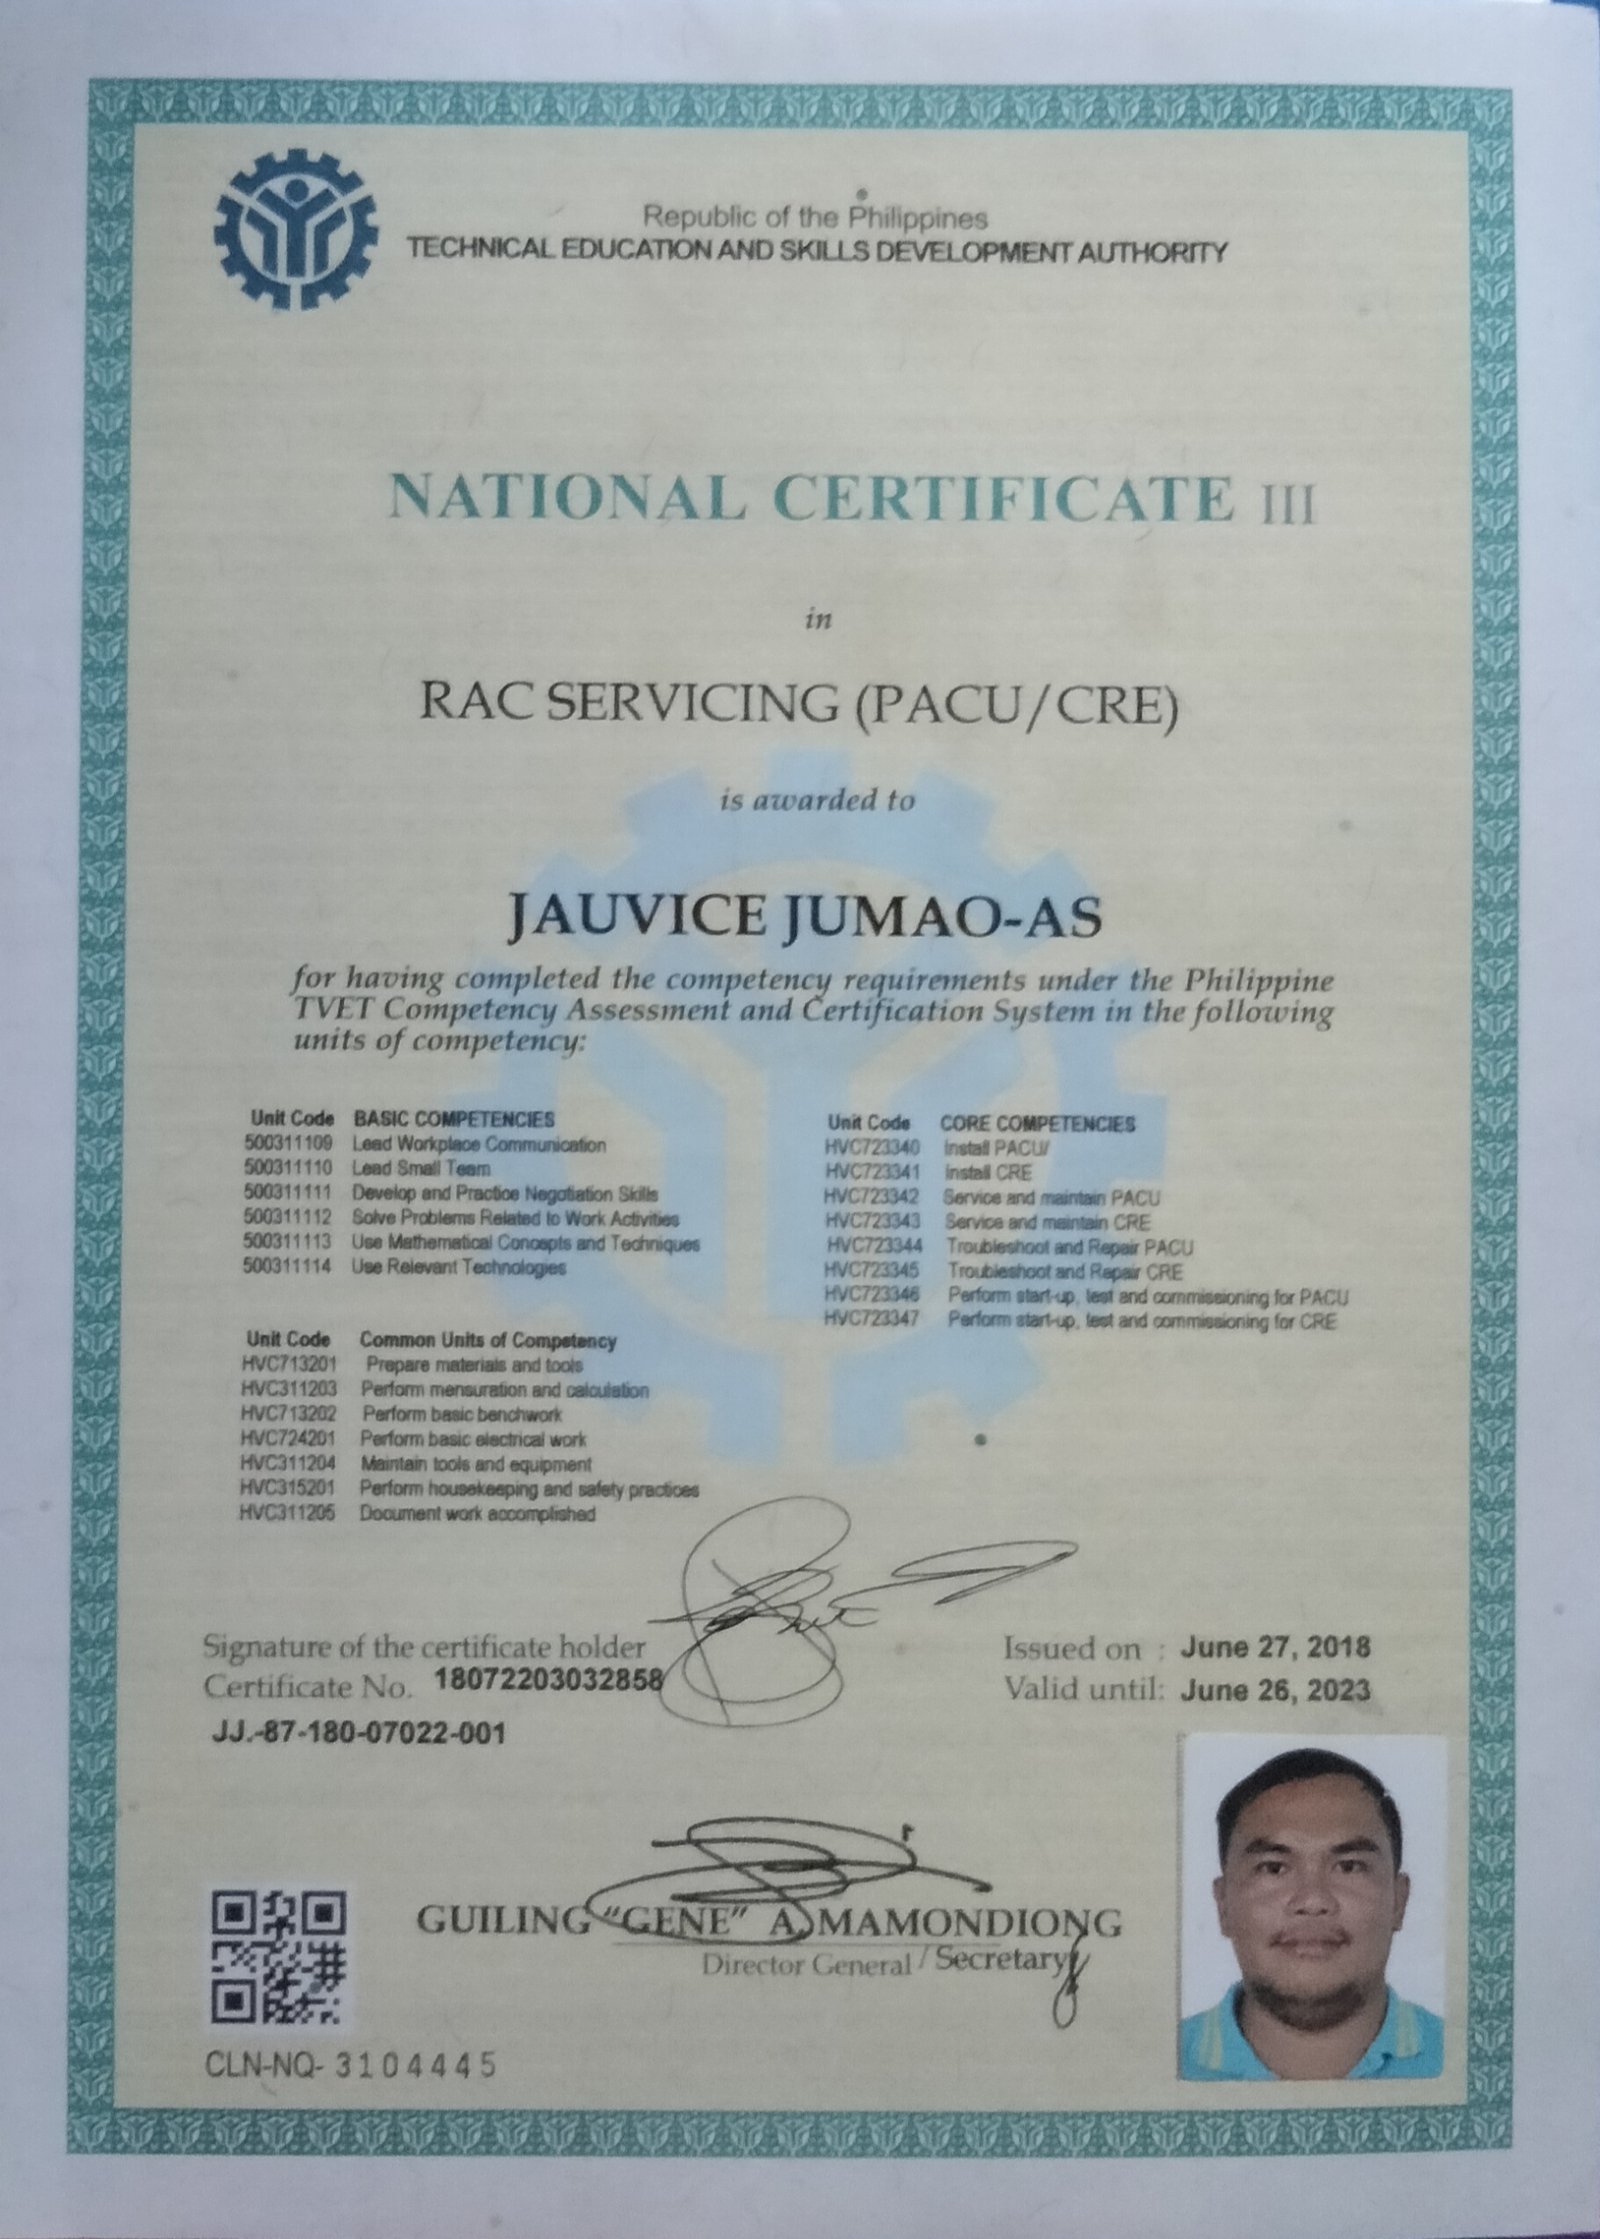 Republic of the Philippines
TECHNICAL EDUCATION AND SKILLS DEVELOPMENT AUTHORITY
NATIONAL CERTIFICATE III
in
RAC SERVICING (PACU/CRE)
is awarded to
JAUVICE JUMAO-AS
for having completed the competency requirements under the Philippine
TVET Competency Assessment and Certification System in the following
units of competency:
Unit Code BASIC COMPETENCIES
500311109 Lead Workplace Communication
500311110 Lead Small Team
500311111 Develop and Practice Negotiation Skills
500311112 Solve Problems Related to Work Activities
500311113 Use Mathematical Concepts and Techniques
500311114 Use Relevant Technologies
Unit Code Common Units of Competency
HVC713201 Prepare materials and tools
HVC311203 Perform mensuration and calculation
HVC713202 Perform basic benchwork
HVC724201 Perform basic electrical work
HVC311204 Maintain tools and equipment
HVC315201 Perform housekeeping and safety practices
HVC311205 Document work accomplished
Unit Code CORE COMPETENCIES
HVC723340 Install PACU/
HVC723341 Install CRE
HVC723342 Service and maintain PACU
HVC723343 Service and maintain CRE
HVC723344 Troubleshoot and Repair PACU
HVC723345 Troubleshoot and Repair CRE
HVC723346 Perform start-up, test and commissioning for PACU
HVC723347 Perform start-up, test and commissioning for CRE
Signature of the certificate holder
Certificate No. 18072203032858
JJ.-87-180-07022-001
Issued on : June 27, 2018
Valid until: June 26, 2023
GUILING "GENE" A. MAMONDIONG
Director General / Secretary
CLN-NQ- 3104445